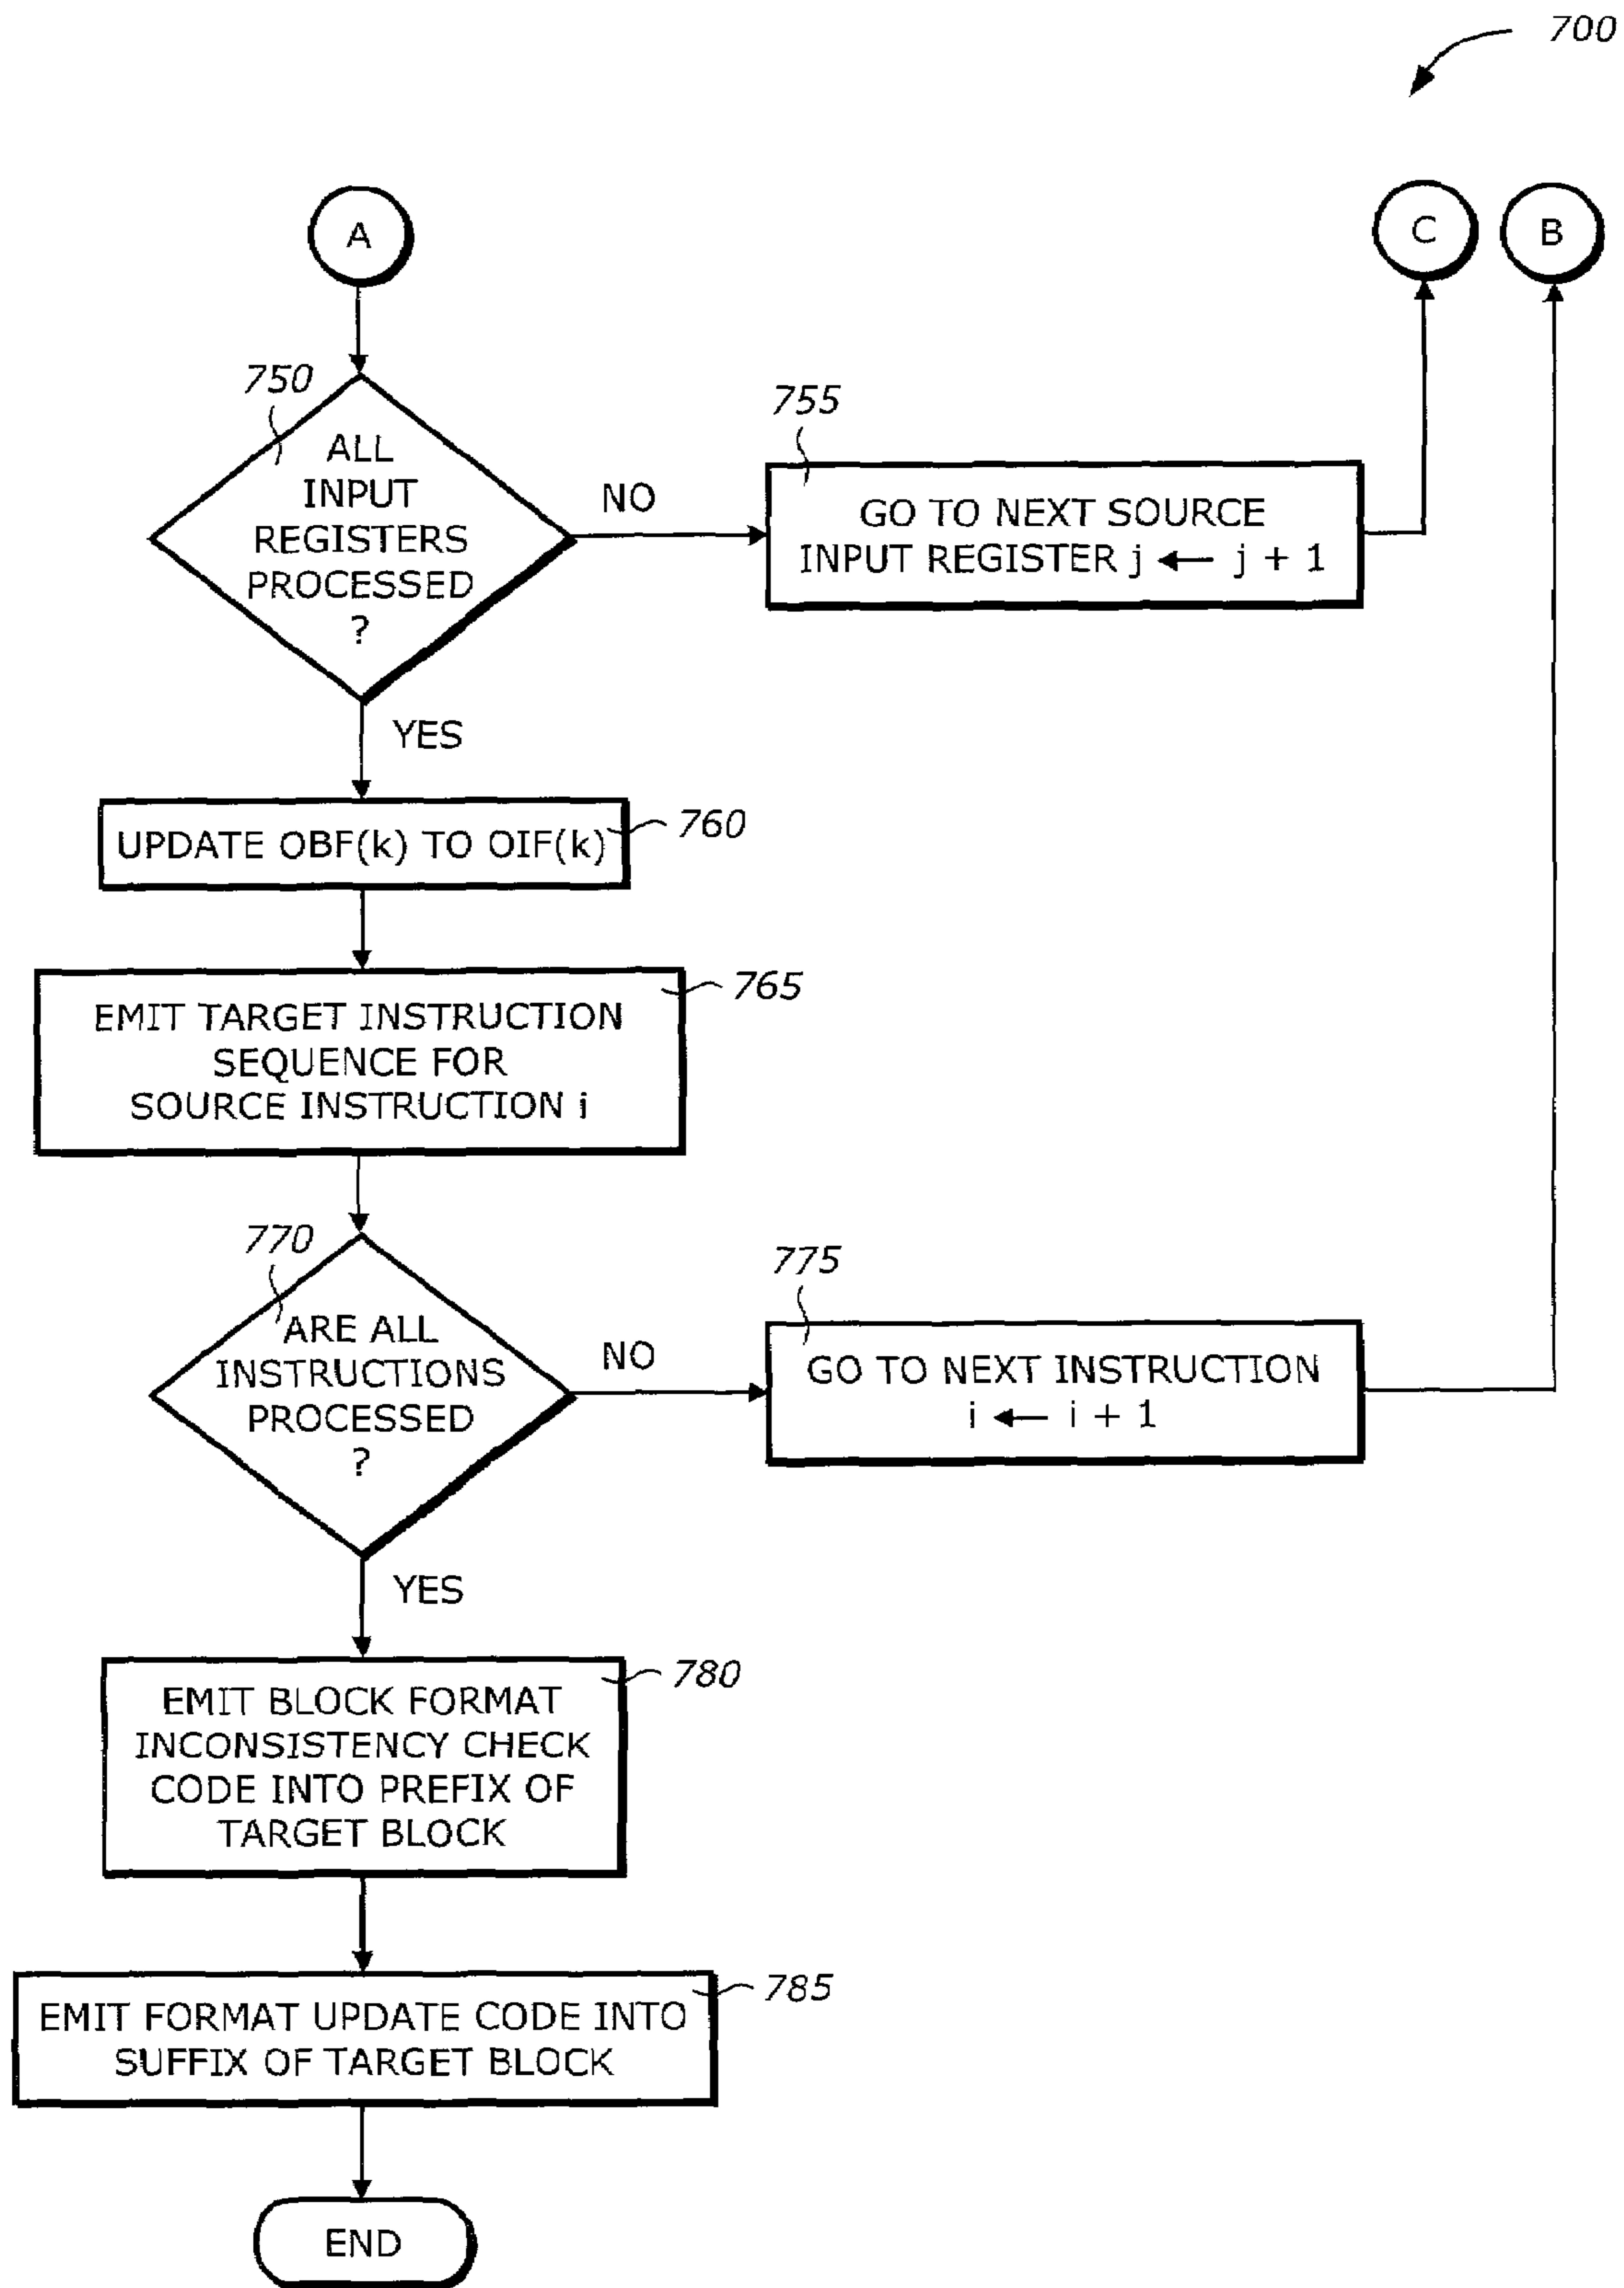 700
A
C
B
750
ALL
INPUT
REGISTERS
PROCESSED
?
NO
755
GO TO NEXT SOURCE
INPUT REGISTER j ← j + 1
YES
UPDATE OBF(k) TO OIF(k)
760
EMIT TARGET INSTRUCTION
SEQUENCE FOR
SOURCE INSTRUCTION i
765
770
ARE ALL
INSTRUCTIONS
PROCESSED
?
NO
775
GO TO NEXT INSTRUCTION
i ← i + 1
YES
EMIT BLOCK FORMAT
INCONSISTENCY CHECK
CODE INTO PREFIX OF
TARGET BLOCK
780
EMIT FORMAT UPDATE CODE INTO
SUFFIX OF TARGET BLOCK
785
END